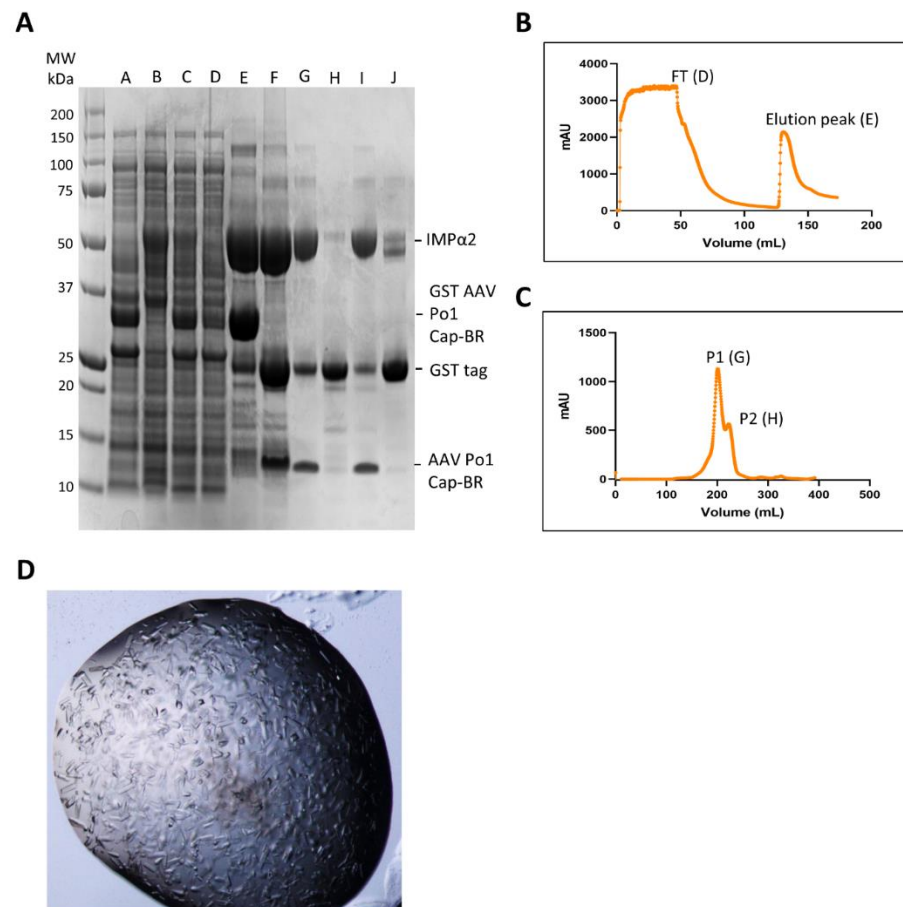 A
MW
kDa
A B C D E F G H I J
200
150
100
75
50
37
25
20
15
10
IMPα2
GST AAV
Po1
Cap-BR
GST tag
AAV Po1
Cap-BR
B
mAU
4000
3000
2000
1000
0
FT (D)
Elution peak (E)
0 50 100 150 200
Volume (mL)
C
mAU
1500
1000
500
0
P1 (G)
P2 (H)
0 100 200 300 400 500
Volume (mL)
D